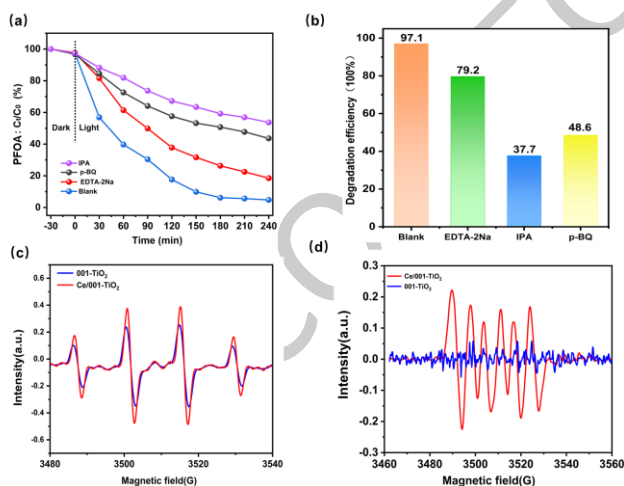 (a)
PFOA: Ct/C0 (%)
100
80
60
40
20
0
Dark
Light
IPA
p-BQ
EDTA-2Na
Blank
-30 0 30 60 90 120 150 180 210 240
Time (min)
(b)
Degradation efficiency (100%)
100
80
60
40
20
0
97.1
79.2
37.7
48.6
Blank EDTA-2Na IPA p-BQ
(c)
001-TiO2
Ce/001-TiO2
Intensity(a.u.)
0.6
0.4
0.2
0.0
-0.2
-0.4
-0.6
3480 3500 3520 3540
Magnetic field(G)
(d)
Ce/001-TiO2
001-TiO2
Intensity(a.u.)
0.3
0.2
0.1
0.0
-0.1
-0.2
-0.3
3460 3480 3500 3520 3540 3560
Magnetic field(G)